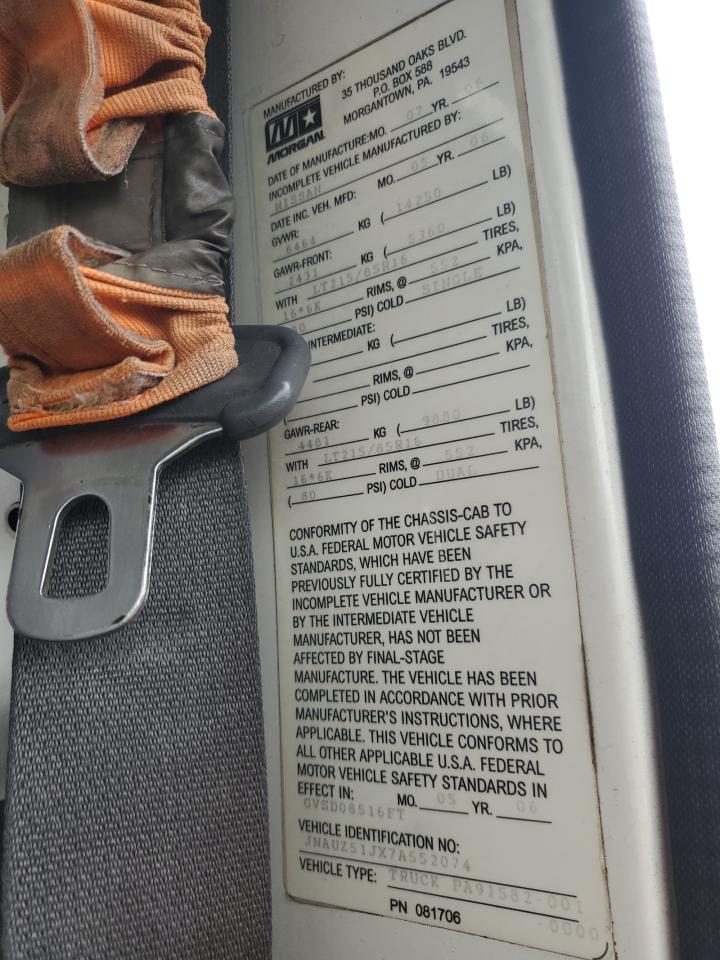 MANUFACTURED BY:
35 THOUSAND OAKS BLVD.
P.O. BOX 588
MORGANTOWN, PA. 19543
MORGAN
DATE OF MANUFACTURE:MO. 07 YR. 06
INCOMPLETE VEHICLE MANUFACTURED BY:
NISSAN
DATE INC. VEH. MFD: MO. 05 YR. 06
GVWR:
6464 KG ( 14250 LB)
GAWR-FRONT:
2431 KG ( 5360 LB)
WITH LT215/85R16 TIRES,
16*6K RIMS, @ 552 KPA,
80 PSI) COLD SINGLE
INTERMEDIATE:
KG ( LB)
TIRES,
RIMS, @ KPA,
( PSI) COLD
GAWR-REAR:
4481 KG ( 9880 LB)
WITH LT215/85R16 TIRES,
16*6K RIMS, @ 552 KPA,
( 80 PSI) COLD DUAL
CONFORMITY OF THE CHASSIS-CAB TO
U.S.A. FEDERAL MOTOR VEHICLE SAFETY
STANDARDS, WHICH HAVE BEEN
PREVIOUSLY FULLY CERTIFIED BY THE
INCOMPLETE VEHICLE MANUFACTURER OR
BY THE INTERMEDIATE VEHICLE
MANUFACTURER, HAS NOT BEEN
AFFECTED BY FINAL-STAGE
MANUFACTURE. THE VEHICLE HAS BEEN
COMPLETED IN ACCORDANCE WITH PRIOR
MANUFACTURER'S INSTRUCTIONS, WHERE
APPLICABLE. THIS VEHICLE CONFORMS TO
ALL OTHER APPLICABLE U.S.A. FEDERAL
MOTOR VEHICLE SAFETY STANDARDS IN
EFFECT IN: MO. 05 YR. 06
GVSD08516FT
VEHICLE IDENTIFICATION NO:
JNAUZ51JX7A552074
VEHICLE TYPE: TRUCK PA91582-001
-0000
PN 081706